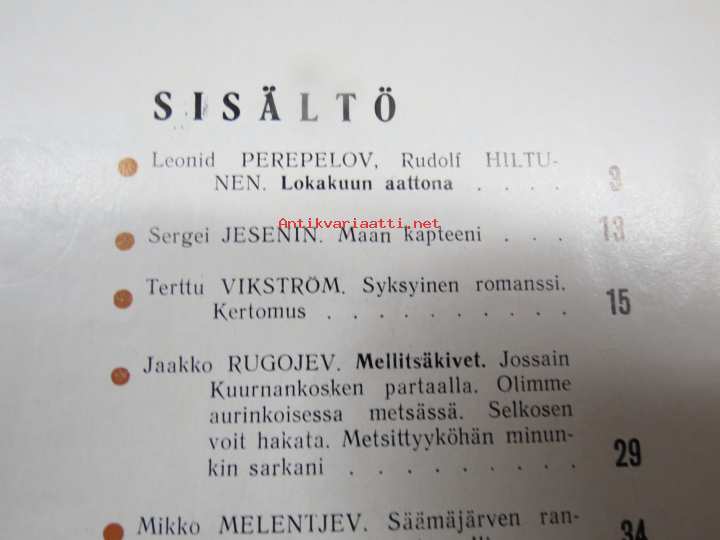 SISÄLTÖ
Leonid PEREPELOV, Rudolf HILTU-
NEN. Lokakuun aattona . . . . 3
Antikvariaatti.net
Sergei JESENIN. Maan kapteeni . . . 13
Terttu VIKSTRÖM. Syksyinen romanssi.
Kertomus . . . . . . . . . . 15
Jaakko RUGOJEV. Mellitsäkivet. Jossain
Kuurnankosken partaalla. Olimme
aurinkoisessa metsässä. Selkosen
voit hakata. Metsittyyköhän minun-
kin sarkani . . . . . . . . . 29
Mikko MELENTJEV. Säämäjärven ran- 34